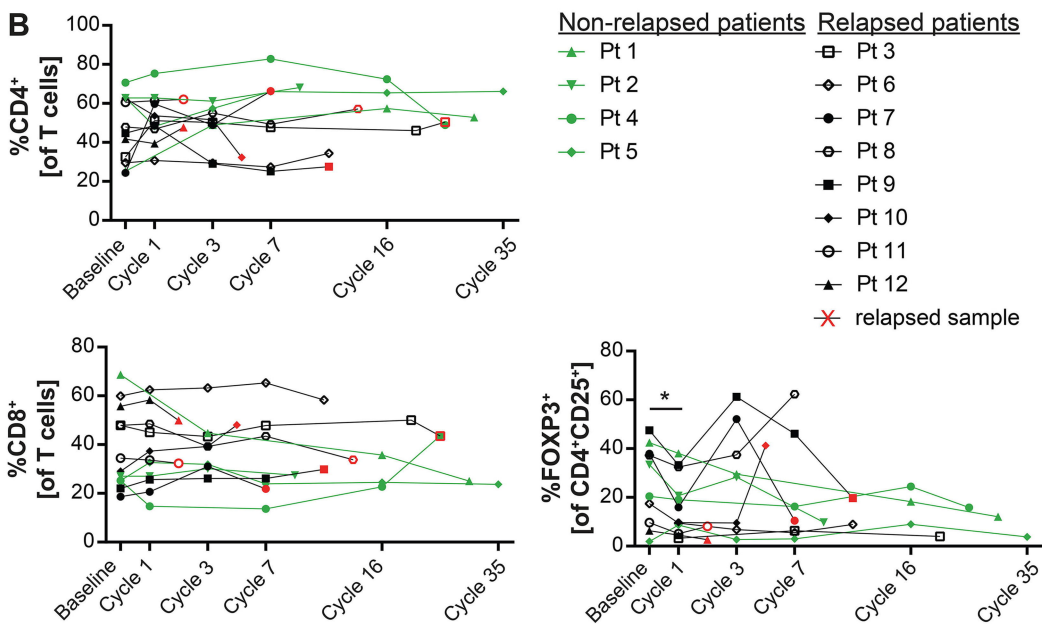 B
%CD4⁺
[of T cells]
100
80
60
40
20
0
Baseline
Cycle 1
Cycle 3
Cycle 7
Cycle 16
Cycle 35
Non-relapsed patients
Pt 1
Pt 2
Pt 4
Pt 5
Relapsed patients
Pt 3
Pt 6
Pt 7
Pt 8
Pt 9
Pt 10
Pt 11
Pt 12
relapsed sample
%CD8⁺
[of T cells]
80
60
40
20
0
Baseline
Cycle 1
Cycle 3
Cycle 7
Cycle 16
Cycle 35
%FOXP3⁺
[of CD4⁺CD25⁺]
80
60
40
20
0
*
Baseline
Cycle 1
Cycle 3
Cycle 7
Cycle 16
Cycle 35